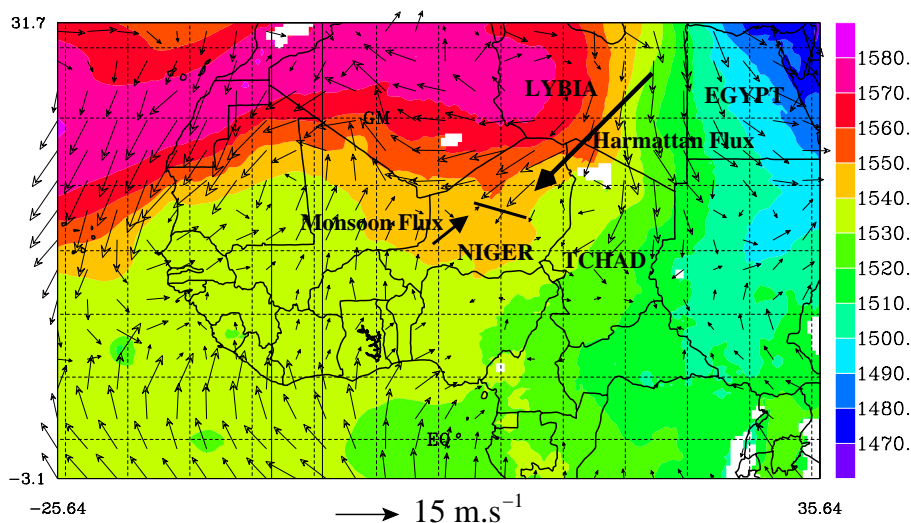 31.7
LYBIA
EGYPT
GM
Harmattan Flux
Monsoon Flux
NIGER
TCHAD
EQ
-3.1
-25.64
35.64
15 m.s⁻¹
1580.
1570.
1560.
1550.
1540.
1530.
1520.
1510.
1500.
1490.
1480.
1470.